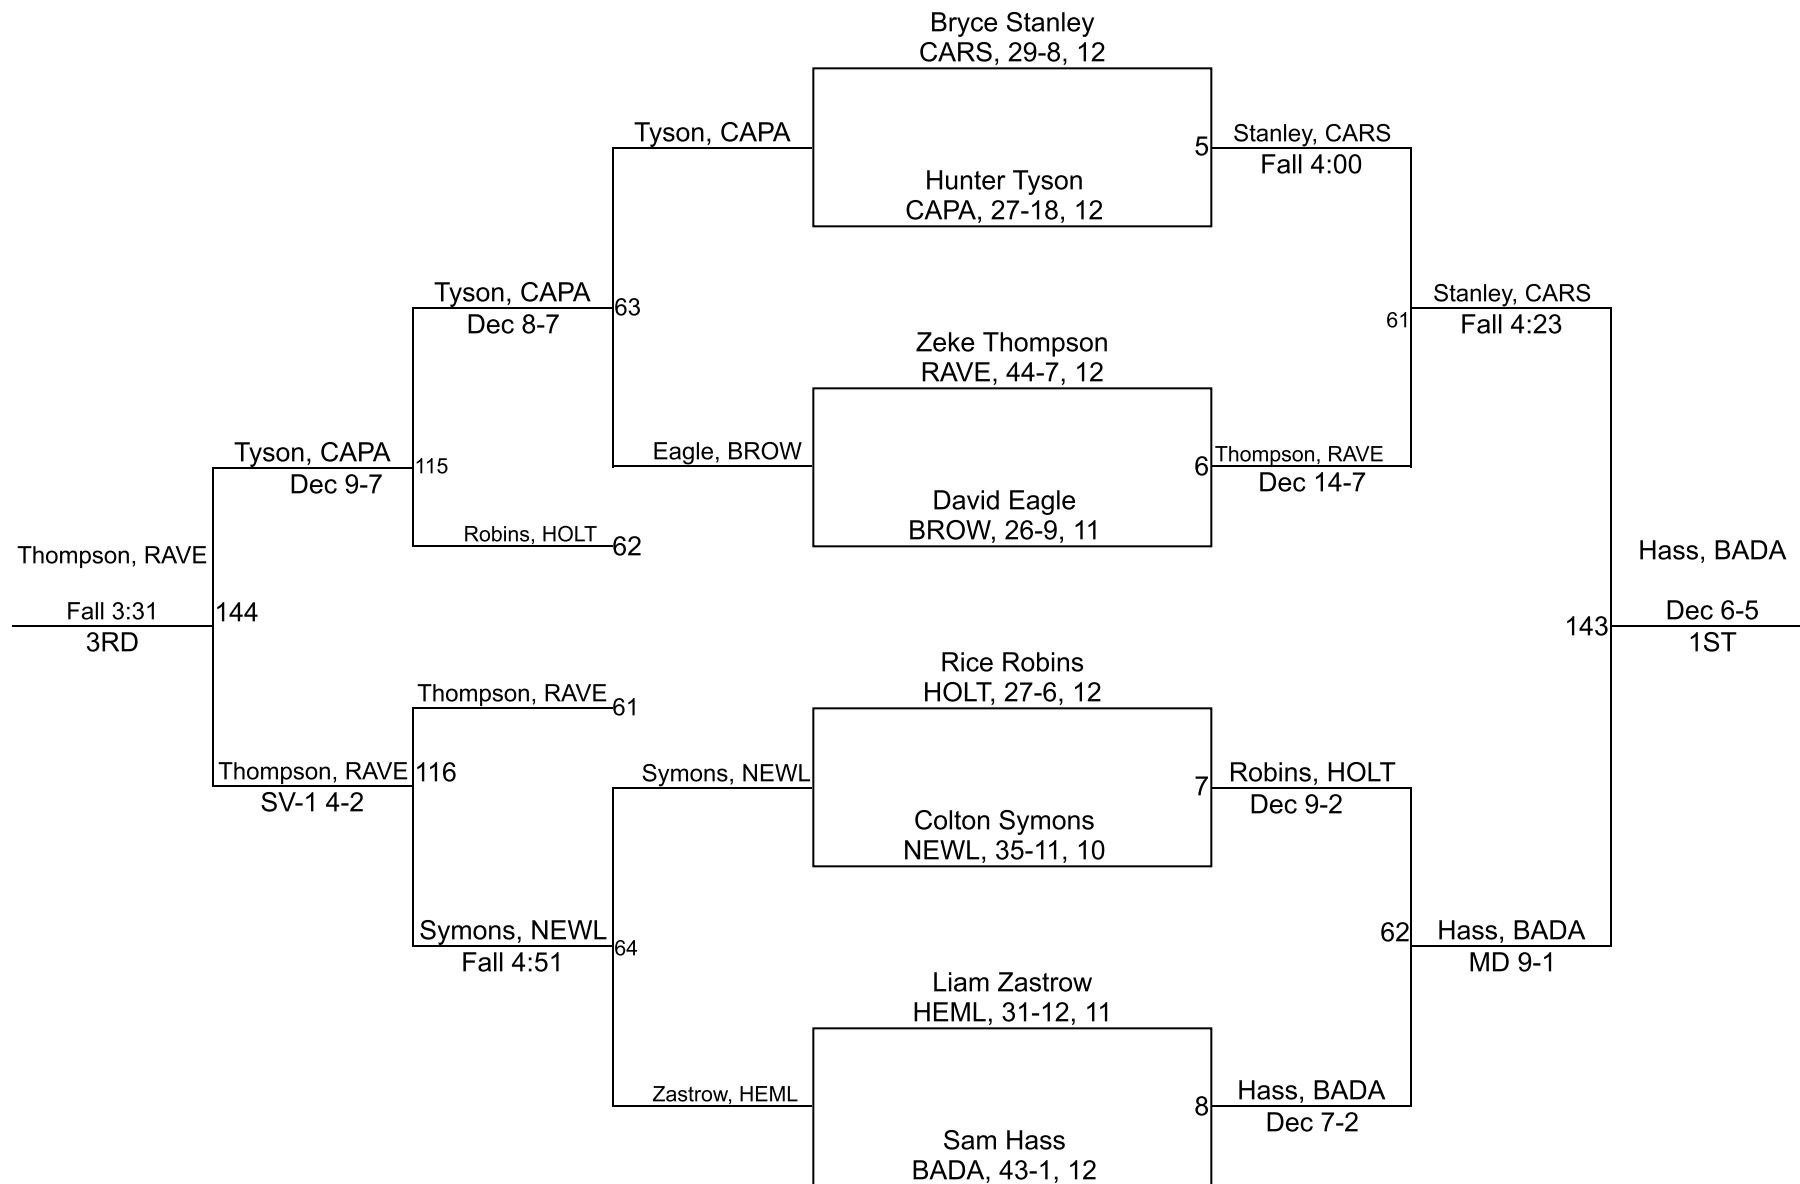 Bryce Stanley
CARS, 29-8, 12
Tyson, CAPA
5
Stanley, CARS
Fall 4:00
Hunter Tyson
CAPA, 27-18, 12
Tyson, CAPA
Dec 8-7
63
Stanley, CARS
Fall 4:23
61
Zeke Thompson
RAVE, 44-7, 12
Tyson, CAPA
Dec 9-7
115
Eagle, BROW
6
Thompson, RAVE
Dec 14-7
David Eagle
BROW, 26-9, 11
Robins, HOLT
62
Thompson, RAVE
Fall 3:31
3RD
144
Hass, BADA
Dec 6-5
1ST
143
Rice Robins
HOLT, 27-6, 12
Thompson, RAVE
61
Thompson, RAVE
SV-1 4-2
116
Symons, NEWL
7
Robins, HOLT
Dec 9-2
Colton Symons
NEWL, 35-11, 10
Symons, NEWL
Fall 4:51
64
62
Hass, BADA
MD 9-1
Liam Zastrow
HEML, 31-12, 11
Zastrow, HEML
8
Hass, BADA
Dec 7-2
Sam Hass
BADA, 43-1, 12